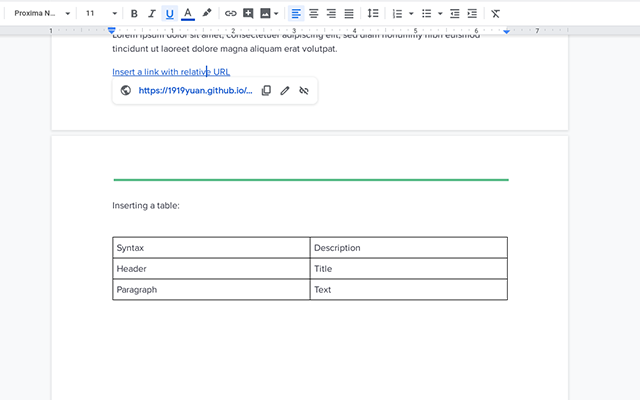 Proxima N...
11
B I U A
1 1 2 3 4 5 6 7
Lorem ipsum dolor sit amet, consectetuer adipiscing elit, sed diam nonummy nibh euismod
tincidunt ut laoreet dolore magna aliquam erat volutpat.
Insert a link with relative URL
https://1919yuan.github.io/...
Inserting a table:
Syntax Description
Header Title
Paragraph Text